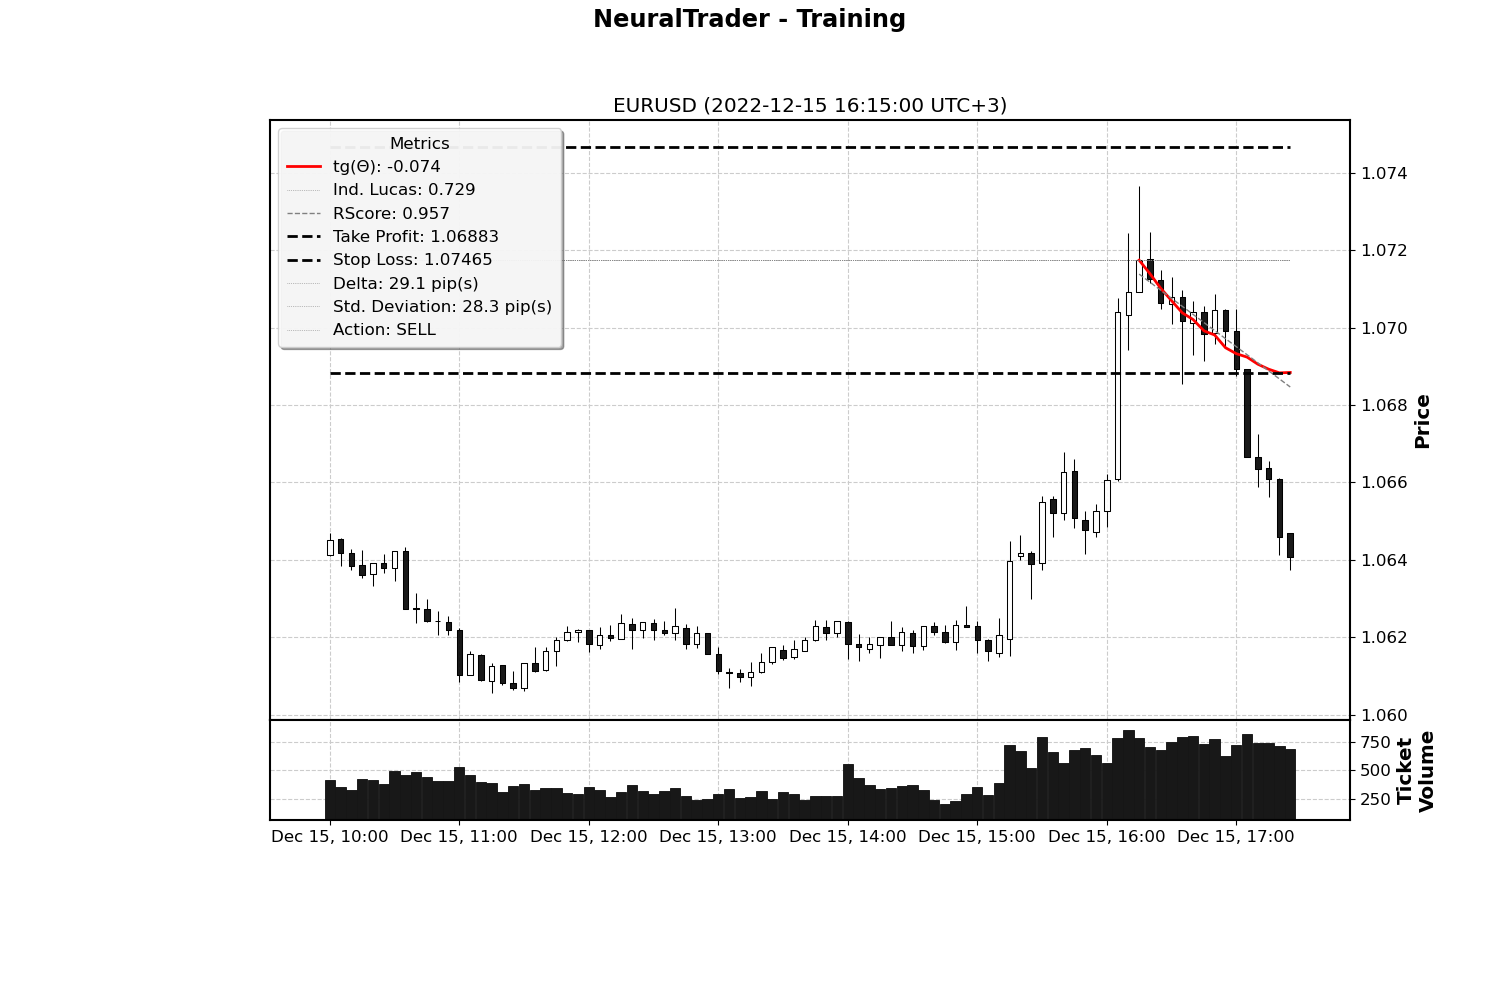 NeuralTrader - Training
EURUSD (2022-12-15 16:15:00 UTC+3)
Metrics
tg(Θ): -0.074
Ind. Lucas: 0.729
RScore: 0.957
Take Profit: 1.06883
Stop Loss: 1.07465
Delta: 29.1 pip(s)
Std. Deviation: 28.3 pip(s)
Action: SELL
1.074
1.072
1.070
1.068
1.066
1.064
1.062
1.060
Price
750
500
250
Ticket
Volume
Dec 15, 10:00 Dec 15, 11:00 Dec 15, 12:00 Dec 15, 13:00 Dec 15, 14:00 Dec 15, 15:00 Dec 15, 16:00 Dec 15, 17:00